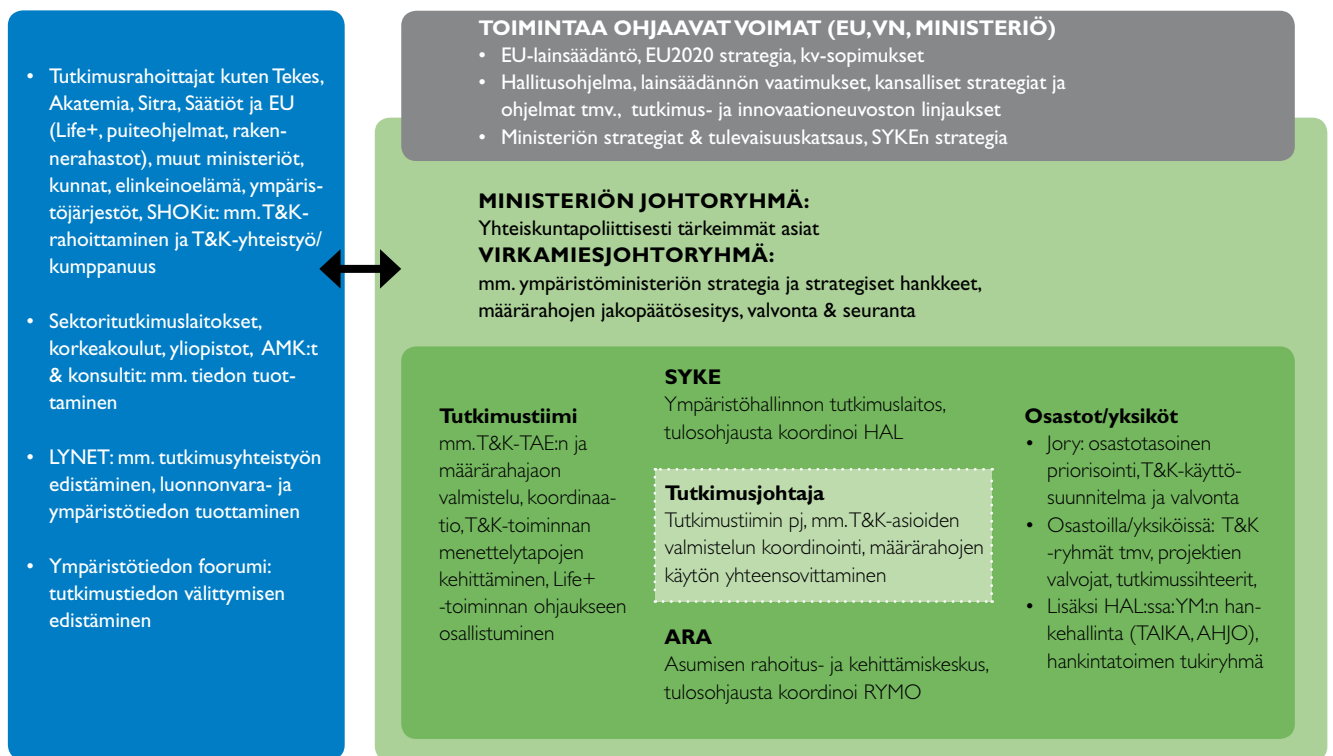 • Tutkimusrahoittajat kuten Tekes,
Akatemia, Sitra, Säätiöt ja EU
(Life+, puiteohjelmat, raken-
nerahastot), muut ministeriöt,
kunnat, elinkeinoelämä, ympäris-
töjärjestöt, SHOKit: mm. T&K-
rahoittaminen ja T&K-yhteistyö/
kumppanuus
• Sektoritutkimuslaitokset,
korkeakoulut, yliopistot, AMK:t
& konsultit: mm. tiedon tuot-
taminen
• LYNET: mm. tutkimusyhteistyön
edistäminen, luonnonvara- ja
ympäristötiedon tuottaminen
• Ympäristötiedon foorumi:
tutkimustiedon välittymisen
edistäminen
TOIMINTAA OHJAAVAT VOIMAT (EU, VN, MINISTERIÖ)
• EU-lainsäädäntö, EU2020 strategia, kv-sopimukset
• Hallitusohjelma, lainsäädännön vaatimukset, kansalliset strategiat ja
ohjelmat tmv., tutkimus- ja innovaationeuvoston linjaukset
• Ministeriön strategiat & tulevaisuuskatsaus, SYKEn strategia
MINISTERIÖN JOHTORYHMÄ:
Yhteiskuntapoliittisesti tärkeimmät asiat
VIRKAMIESJOHTORYHMÄ:
mm. ympäristöministeriön strategia ja strategiset hankkeet,
määrärahojen jakopäätösesitys, valvonta & seuranta
Tutkimustiimi
mm. T&K-TAE:n ja
määrärahajaon
valmistelu, koordinaa-
tio, T&K-toiminnan
menettelytapojen
kehittäminen, Life+
-toiminnan ohjaukseen
osallistuminen
SYKE
Ympäristöhallinnon tutkimuslaitos,
tulosohjausta koordinoi HAL
Tutkimusjohtaja
Tutkimustiimin pj, mm. T&K-asioiden
valmistelun koordinointi, määrärahojen
käytön yhteensovittaminen
ARA
Asumisen rahoitus- ja kehittämiskeskus,
tulosohjausta koordinoi RYMO
Osastot/yksiköt
• Jory: osastotasoinen
priorisointi, T&K-käyttö-
suunnitelma ja valvonta
• Osastoilla/yksiköissä: T&K
-ryhmät tmv, projektien
valvojat, tutkimussihteerit,
• Lisäksi HAL:ssa: YM:n han-
kehallinta (TAIKA, AHJO),
hankintatoimen tukiryhmä